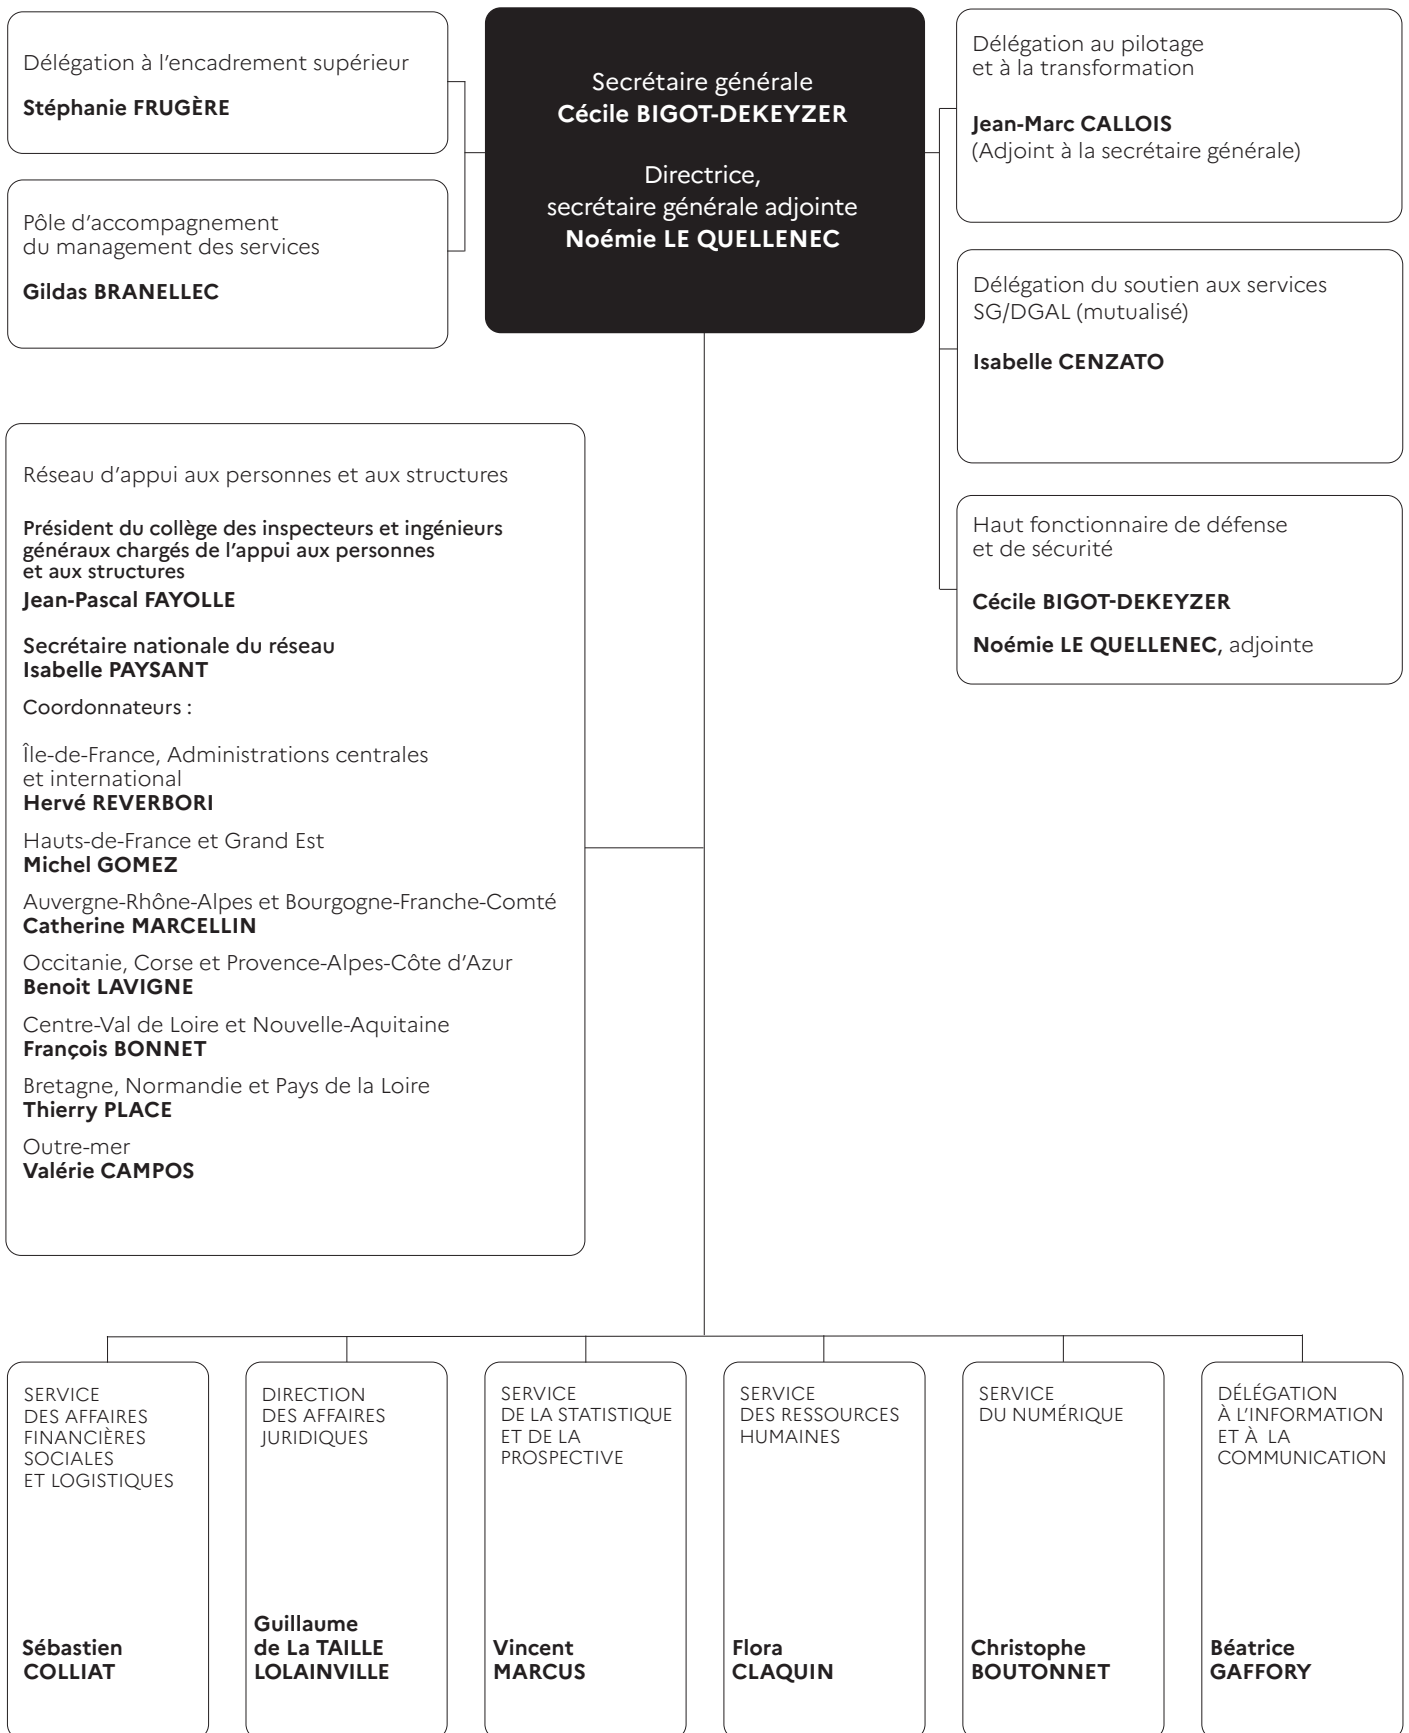 Délégation à l'encadrement supérieur
Stéphanie FRUGÈRE
Pôle d'accompagnement
du management des services
Gildas BRANELLEC
Secrétaire générale
Cécile BIGOT-DEKEYZER
Directrice,
secrétaire générale adjointe
Noémie LE QUELLENEC
Délégation au pilotage
et à la transformation
Jean-Marc CALLOIS
(Adjoint à la secrétaire générale)
Délégation du soutien aux services
SG/DGAL (mutualisé)
Isabelle CENZATO
Haut fonctionnaire de défense
et de sécurité
Cécile BIGOT-DEKEYZER
Noémie LE QUELLENEC, adjointe
Réseau d'appui aux personnes et aux structures
Président du collège des inspecteurs et ingénieurs
généraux chargés de l'appui aux personnes
et aux structures
Jean-Pascal FAYOLLE
Secrétaire nationale du réseau
Isabelle PAYSANT
Coordonnateurs :
Île-de-France, Administrations centrales
et international
Hervé REVERBORI
Hauts-de-France et Grand Est
Michel GOMEZ
Auvergne-Rhône-Alpes et Bourgogne-Franche-Comté
Catherine MARCELLIN
Occitanie, Corse et Provence-Alpes-Côte d'Azur
Benoit LAVIGNE
Centre-Val de Loire et Nouvelle-Aquitaine
François BONNET
Bretagne, Normandie et Pays de la Loire
Thierry PLACE
Outre-mer
Valérie CAMPOS
SERVICE
DES AFFAIRES
FINANCIÈRES
SOCIALES
ET LOGISTIQUES
Sébastien
COLLIAT
DIRECTION
DES AFFAIRES
JURIDIQUES
Guillaume
de La TAILLE
LOLAINVILLE
SERVICE
DE LA STATISTIQUE
ET DE LA
PROSPECTIVE
Vincent
MARCUS
SERVICE
DES RESSOURCES
HUMAINES
Flora
CLAQUIN
SERVICE
DU NUMÉRIQUE
Christophe
BOUTONNET
DÉLÉGATION
À L'INFORMATION
ET À LA
COMMUNICATION
Béatrice
GAFFORY